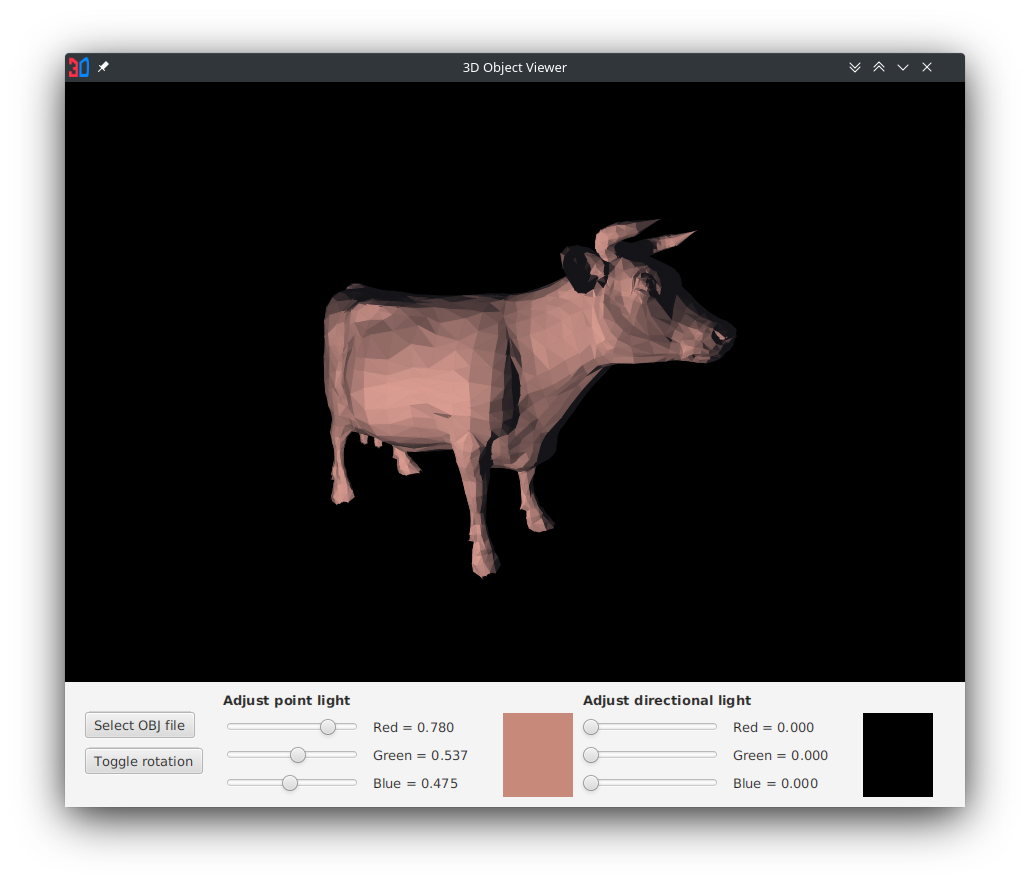 3D 3D Object Viewer
Adjust point light Adjust directional light
Select OBJ file Red = 0.780 Red = 0.000
Toggle rotation Green = 0.537 Green = 0.000
Blue = 0.475 Blue = 0.000